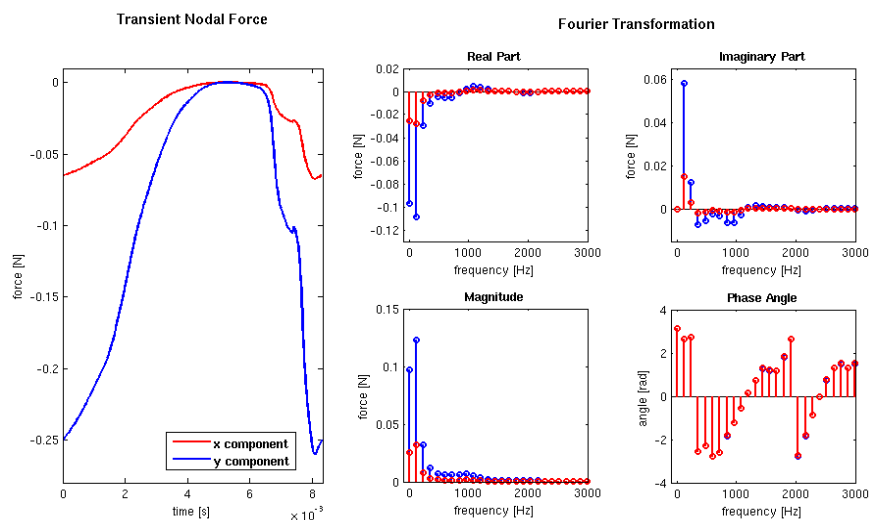 Transient Nodal Force
Fourier Transformation
0
−0.05
−0.1
−0.15
−0.2
−0.25
force [N]
0 2 4 6 8
time [s]
× 10⁻³
x component
y component
Real Part
0.02
0
−0.02
−0.04
−0.06
−0.08
−0.1
−0.12
force [N]
0 1000 2000 3000
frequency [Hz]
Imaginary Part
0.06
0.04
0.02
0
force [N]
0 1000 2000 3000
frequency [Hz]
Magnitude
0.15
0.1
0.05
0
force [N]
0 1000 2000 3000
frequency [Hz]
Phase Angle
4
2
0
−2
−4
angle [rad]
0 1000 2000 3000
frequency [Hz]